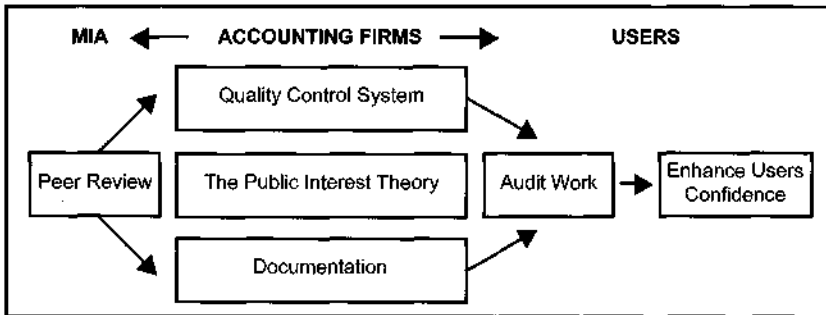 MIA ACCOUNTING FIRMS USERS
Quality Control System
Peer Review
The Public Interest Theory
Audit Work
Enhance Users
Confidence
Documentation